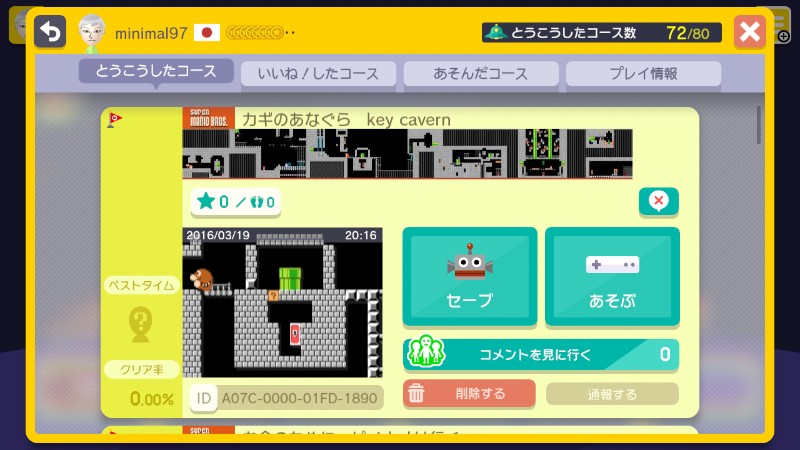 minimal97
とうこうしたコース数 72/80
とうこうしたコース
いいね！したコース
あそんだコース
プレイ情報
SUPER MARIO BROS.
カギのあなぐら key cavern
0 / 0
2016/03/19 20:16
ベストタイム
クリア率
0.00%
セーブ
あそぶ
コメントを見に行く 0
ID A07C-0000-01FD-1890
削除する
通報する
SUPER